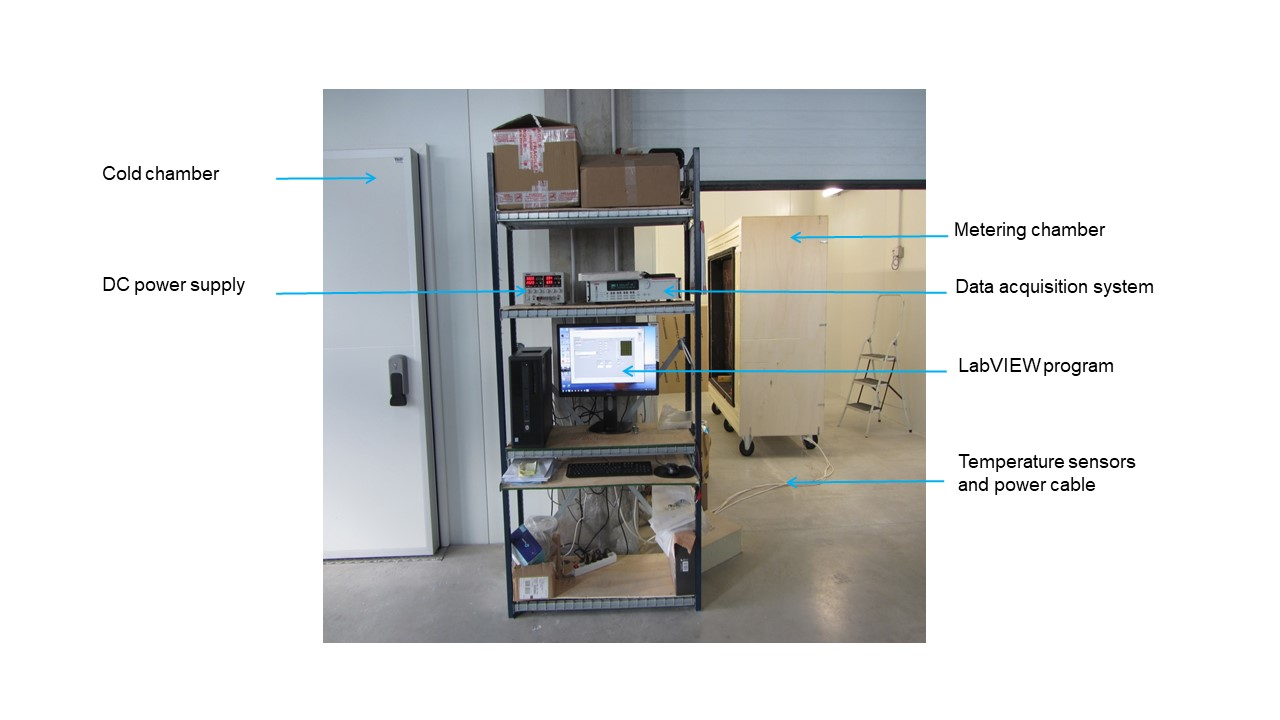 Cold chamber
DC power supply
Metering chamber
Data acquisition system
LabVIEW program
Temperature sensors
and power cable